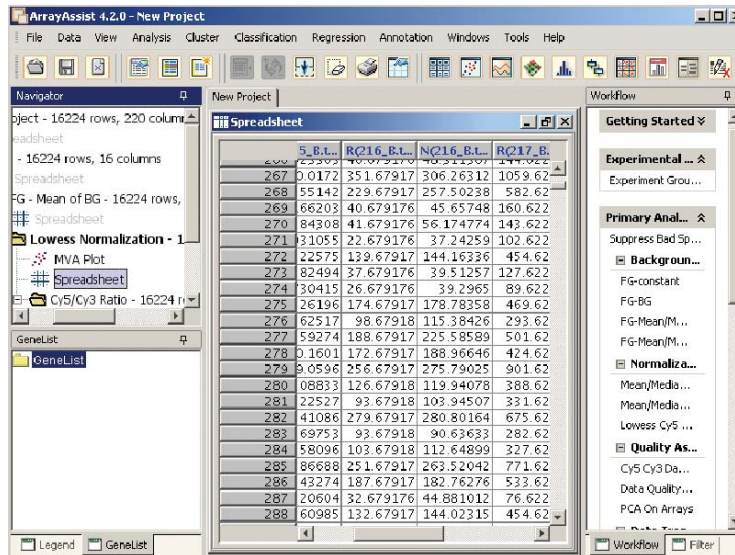 ArrayAssist 4.2.0 - New Project
File Data View Analysis Cluster Classification Regression Annotation Windows Tools Help
Navigator
oject - 16224 rows, 220 colum
eadsheet
- 16224 rows, 16 columns
Spreadsheet
FG - Mean of BG - 16224 rows,
Spreadsheet
Lowess Normalization - 1
MVA Plot
Spreadsheet
Cy5/Cy3 Ratio - 16224 r
GeneList
GeneList
Legend GeneList
New Project
Spreadsheet
5_B.t... R(216_B.t... N(216_B.t... R(217_B.
267 0.0172 351.67917 306.26312 1059.62
268 55142 229.67917 257.50238 582.62
269 66203 40.679176 45.65748 160.622
270 84308 41.679176 56.174774 143.622
271 031055 22.679176 37.24259 102.622
272 22575 139.67917 144.16336 454.62
273 82494 37.679176 39.51257 127.622
274 730415 26.679176 39.2965 89.622
275 26196 174.67917 178.78358 469.62
276 62517 98.67918 115.38426 293.62
277 59274 188.67917 225.58589 501.62
278 0.1601 172.67917 188.96646 424.62
279 9.0596 256.67917 275.79025 901.62
280 08833 126.67918 119.94078 388.62
281 22527 93.67918 103.94507 331.62
282 41086 279.67917 280.80164 675.62
283 69753 93.67918 90.63633 282.62
284 58096 103.67918 112.64899 327.62
285 86688 251.67917 263.52042 771.62
286 43274 187.67917 182.76276 533.62
287 20604 32.679176 44.881012 76.622
288 60985 132.67917 144.02315 454.62
Workflow
Getting Started
Experimental ...
Experiment Grou...
Primary Anal...
Suppress Bad Sp...
Backgroun...
FG-constant
FG-BG
FG-Mean/M...
FG-Mean/M...
Normaliza...
Mean/Media...
Mean/Media...
Lowess Cy5 ...
Quality As...
Cy5 Cy3 Da...
Data Quality...
PCA On Arrays
Workflow Filter